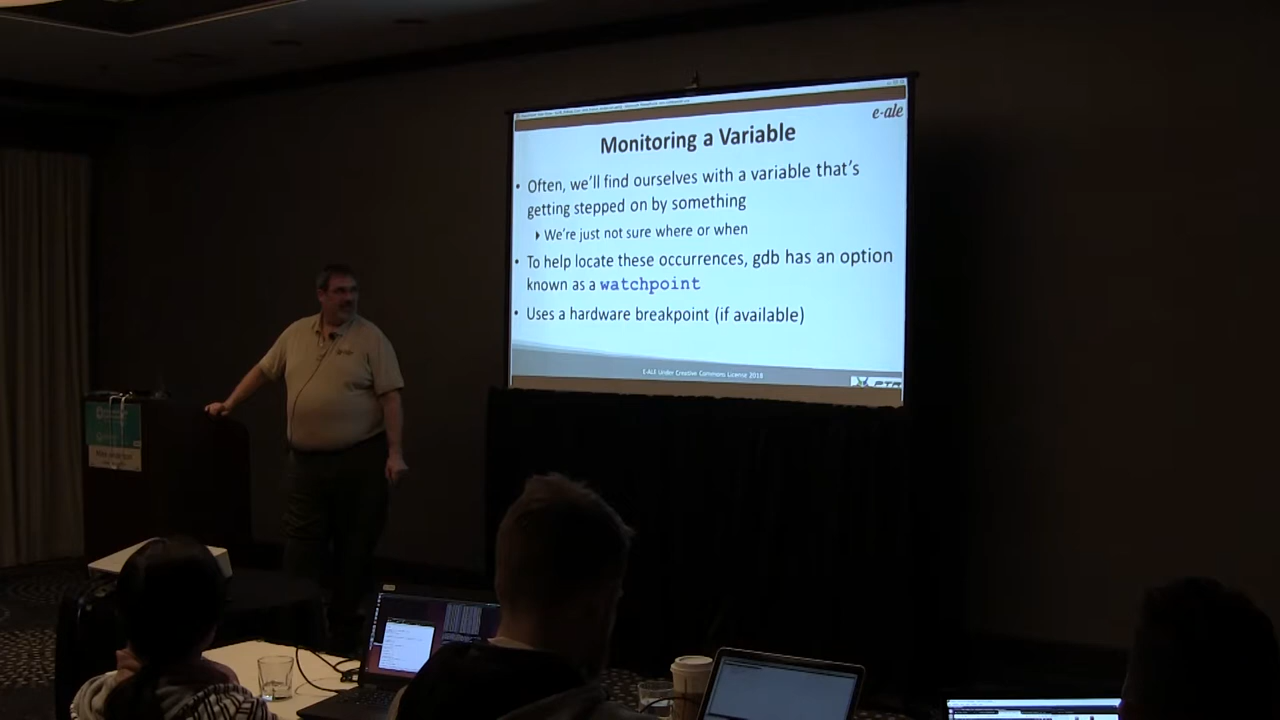 e-ale
Monitoring a Variable
• Often, we'll find ourselves with a variable that's
getting stepped on by something
We're just not sure where or when
• To help locate these occurrences, gdb has an option
known as a watchpoint
• Uses a hardware breakpoint (if available)
E-ALE Under Creative Commons License 2018